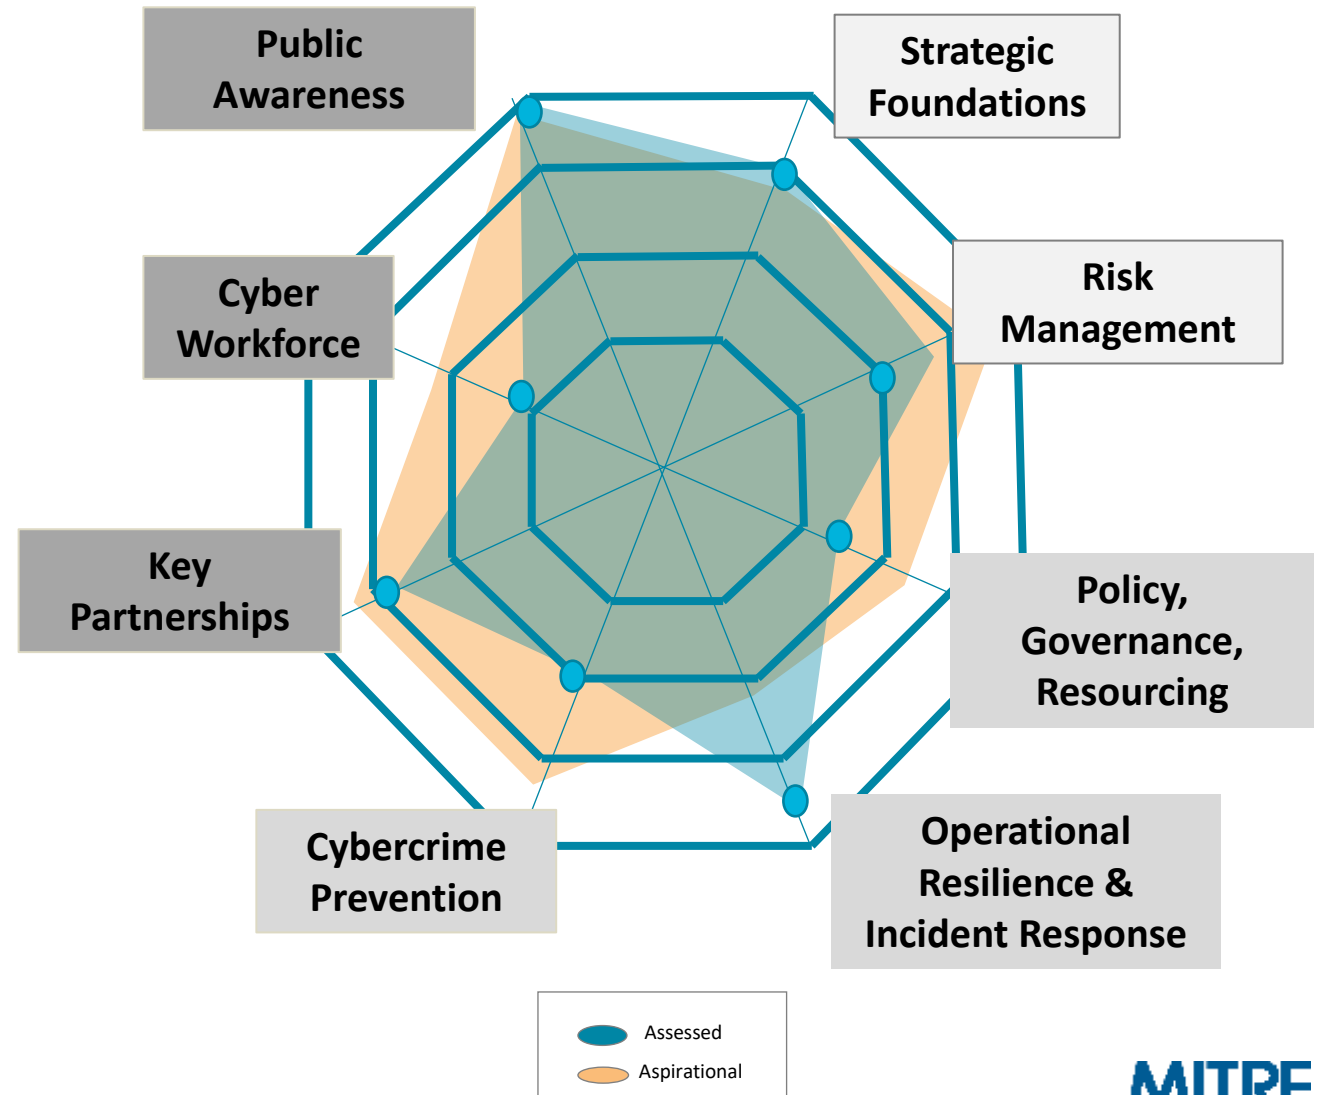 Public
Awareness
Strategic
Foundations
Risk
Management
Cyber
Workforce
Key
Partnerships
Policy,
Governance,
Resourcing
Cybercrime
Prevention
Operational
Resilience &
Incident Response
Assessed
Aspirational
MITRE